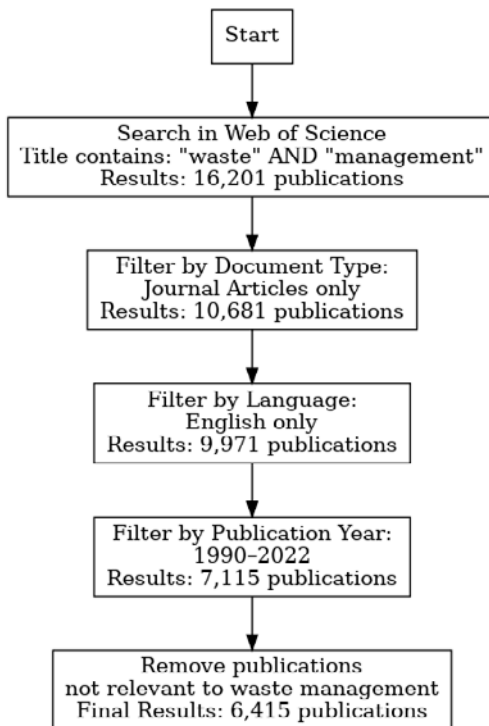 Start
Search in Web of Science
Title contains: "waste" AND "management"
Results: 16,201 publications
Filter by Document Type:
Journal Articles only
Results: 10,681 publications
Filter by Language:
English only
Results: 9,971 publications
Filter by Publication Year:
1990–2022
Results: 7,115 publications
Remove publications
not relevant to waste management
Final Results: 6,415 publications